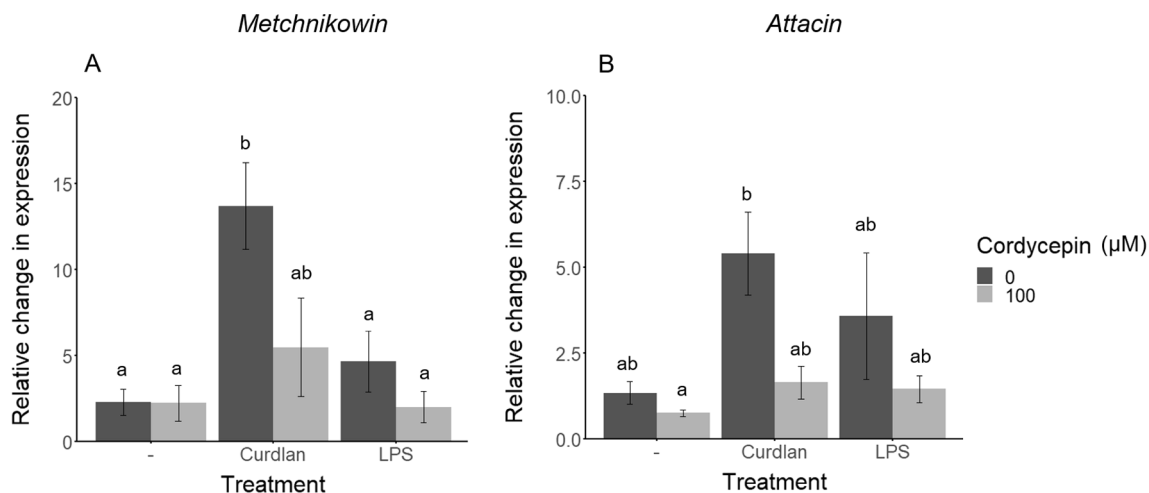 Metchnikowin
Attacin
A
B
Relative change in expression
20
15
10
5
0
a
a
b
ab
a
a
-
Curdlan
LPS
Treatment
Relative change in expression
10.0
7.5
5.0
2.5
0.0
ab
a
b
ab
ab
ab
-
Curdlan
LPS
Treatment
Cordycepin (µM)
0
100